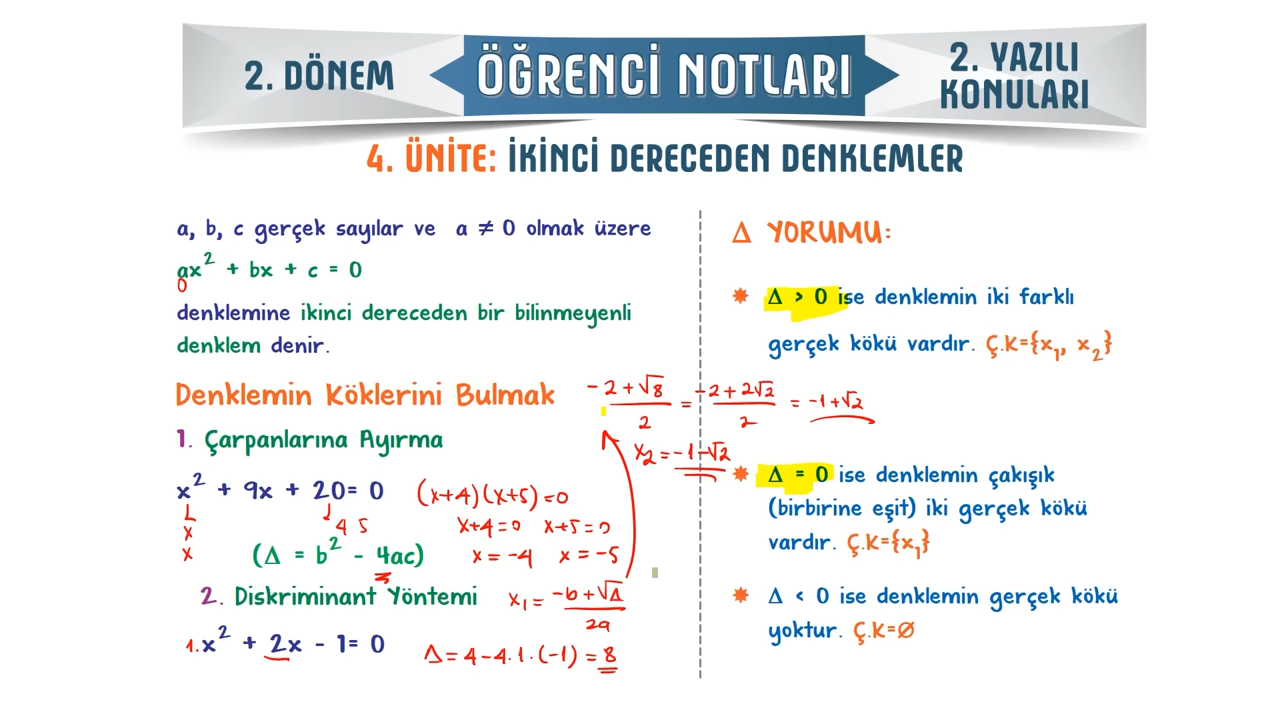 2. DÖNEM
ÖĞRENCİ NOTLARI
2. YAZILI
KONULARI
4. ÜNİTE: İKİNCİ DERECEDEN DENKLEMLER
a, b, c gerçek sayılar ve a ≠ 0 olmak üzere
ax² + bx + c = 0
0
denklemine ikinci dereceden bir bilinmeyenli
denklem denir.
Denklemin Köklerini Bulmak
1. Çarpanlarına Ayırma
x² + 9x + 20= 0
(x+4)(x+5)=0
x
4 5
x+4=0 x+5=0
x
(Δ = b² - 4ac)
x=-4 x=-5
2. Diskriminant Yöntemi
x₁ = (-b+√Δ)/2a
1.x² + 2x - 1= 0
Δ=4-4.1.(-1)=8
(-2+√8)/2 = (-2+2√2)/2 = -1+√2
x₂ = -1-√2
Δ YORUMU:
Δ > 0 ise denklemin iki farklı
gerçek kökü vardır. Ç.K={x₁, x₂}
Δ = 0 ise denklemin çakışık
(birbirine eşit) iki gerçek kökü
vardır. Ç.K={x₁}
Δ < 0 ise denklemin gerçek kökü
yoktur. Ç.K=Ø